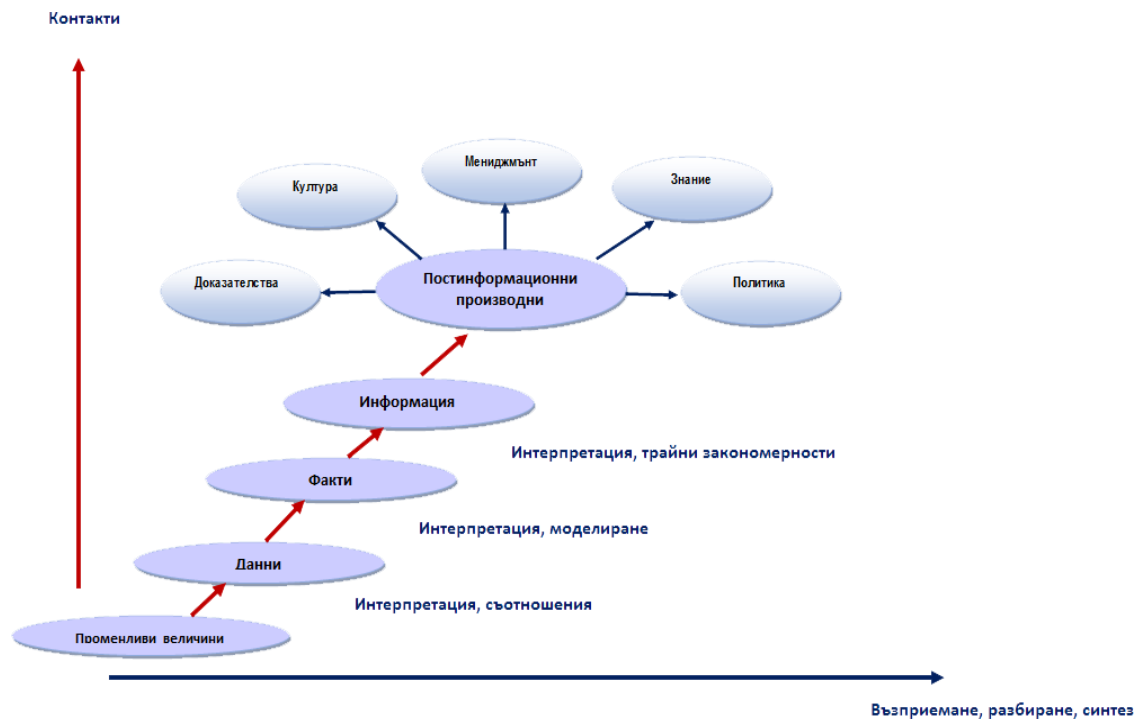 Контакти
Мениджмънт
Култура
Знание
Доказателства
Постинформационни
производни
Политика
Информация
Интерпретация, трайни закономерности
Факти
Интерпретация, моделиране
Данни
Интерпретация, съотношения
Променливи величини
Възприемане, разбиране, синтез